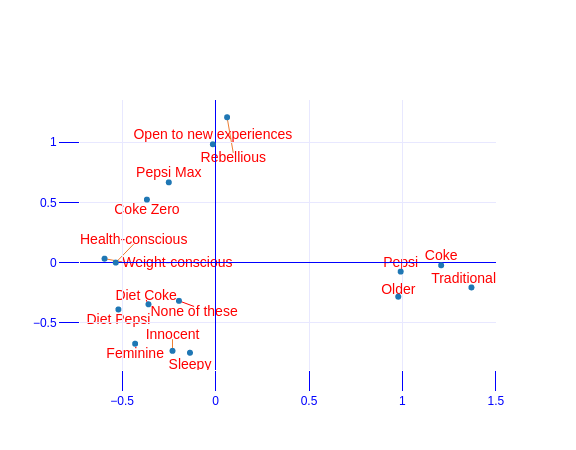 1
Open to new experiences
Rebellious
Pepsi Max
0.5
Coke Zero
Health-conscious
Coke
0
Weight-conscious
Pepsi
Traditional
Older
Diet Coke
None of these
Diet Pepsi
−0.5
Innocent
Feminine
Sleepy
−0.5
0
0.5
1
1.5